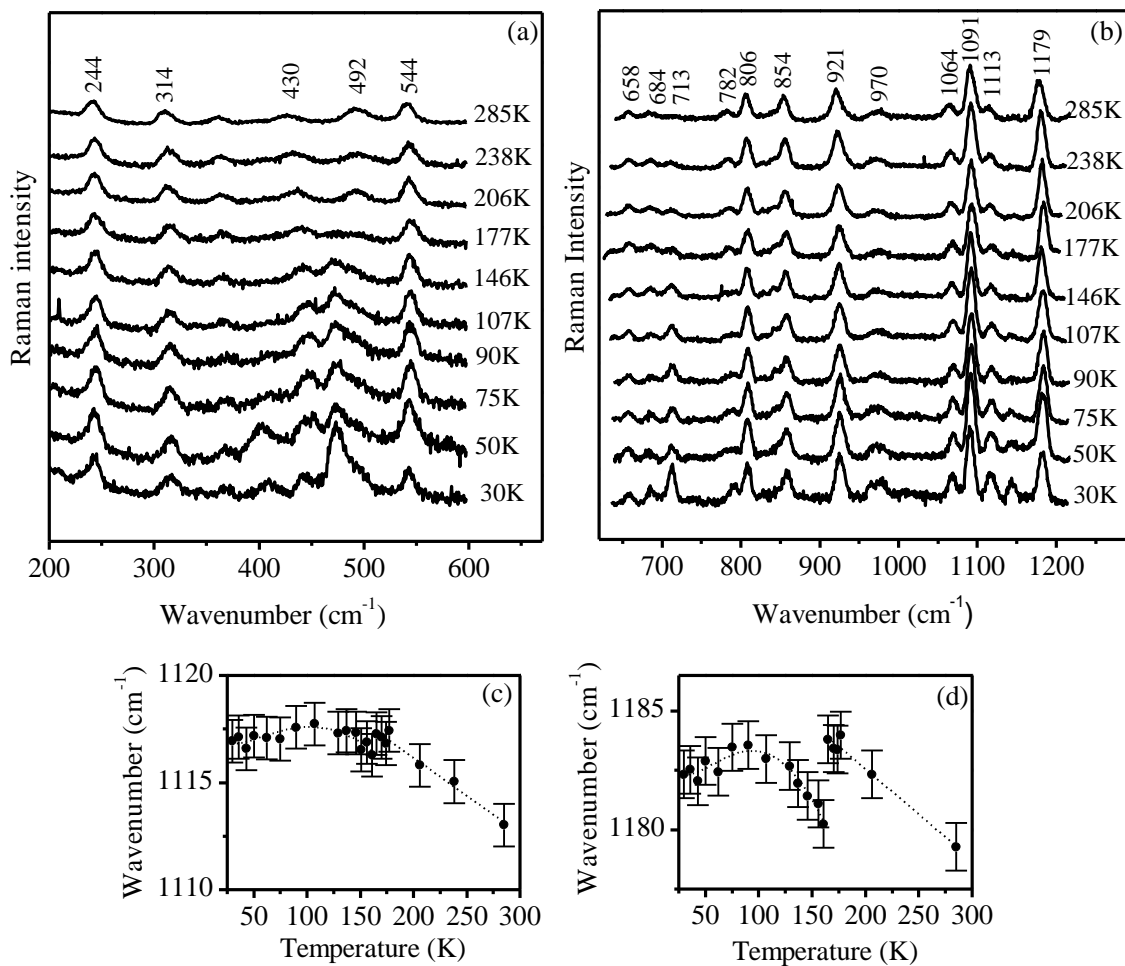 (a)
244
314
430
492
544
285K
238K
206K
177K
146K
107K
90K
75K
50K
30K
Raman intensity
200 300 400 500 600
Wavenumber (cm-1)
(b)
658
684
713
782
806
854
921
970
1064
1091
1113
1179
285K
238K
206K
177K
146K
107K
90K
75K
50K
30K
Raman Intensity
700 800 900 1000 1100 1200
Wavenumber (cm-1)
(c)
1120
1115
1110
Wavenumber (cm-1)
50 100 150 200 250 300
Temperature (K)
(d)
1185
1180
Wavenumber (cm-1)
50 100 150 200 250 300
Temperature (K)